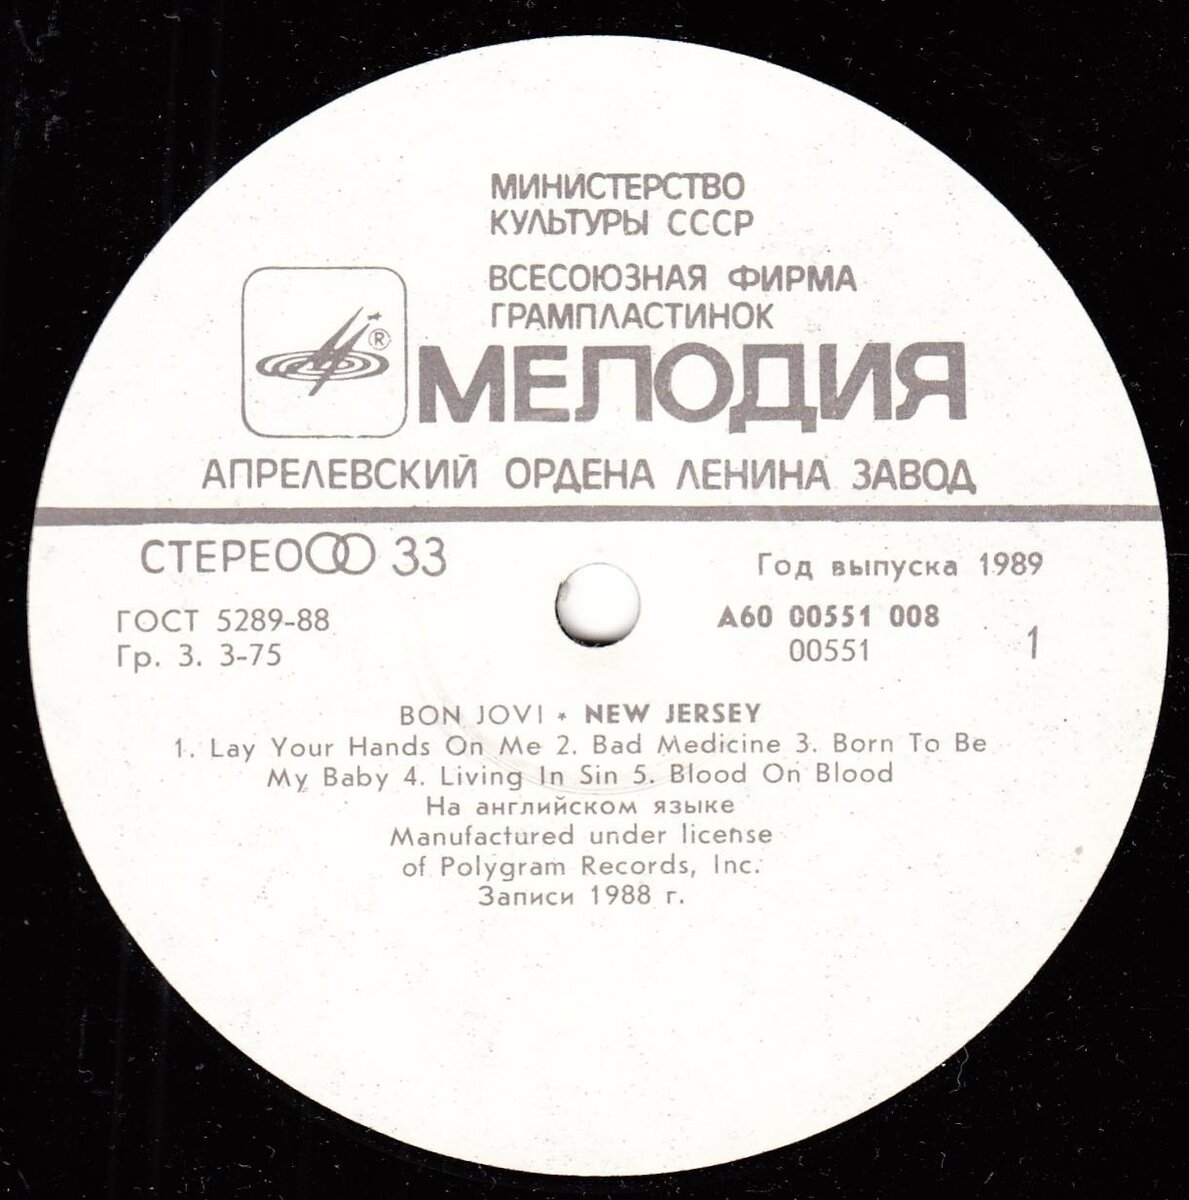 МИНИСТЕРСТВО
КУЛЬТУРЫ СССР
ВСЕСОЮЗНАЯ ФИРМА
ГРАМПЛАСТИНОК
®
МЕЛОДИЯ
АПРЕЛЕВСКИЙ ОРДЕНА ЛЕНИНА ЗАВОД
СТЕРЕО 33
Год выпуска 1989
ГОСТ 5289-88
А60 00551 008
Гр. 3. 3-75
00551
1
BON JOVI * NEW JERSEY
1. Lay Your Hands On Me 2. Bad Medicine 3. Born To Be
My Baby 4. Living In Sin 5. Blood On Blood
На английском языке
Manufactured under license
of Polygram Records, Inc.
Записи 1988 г.